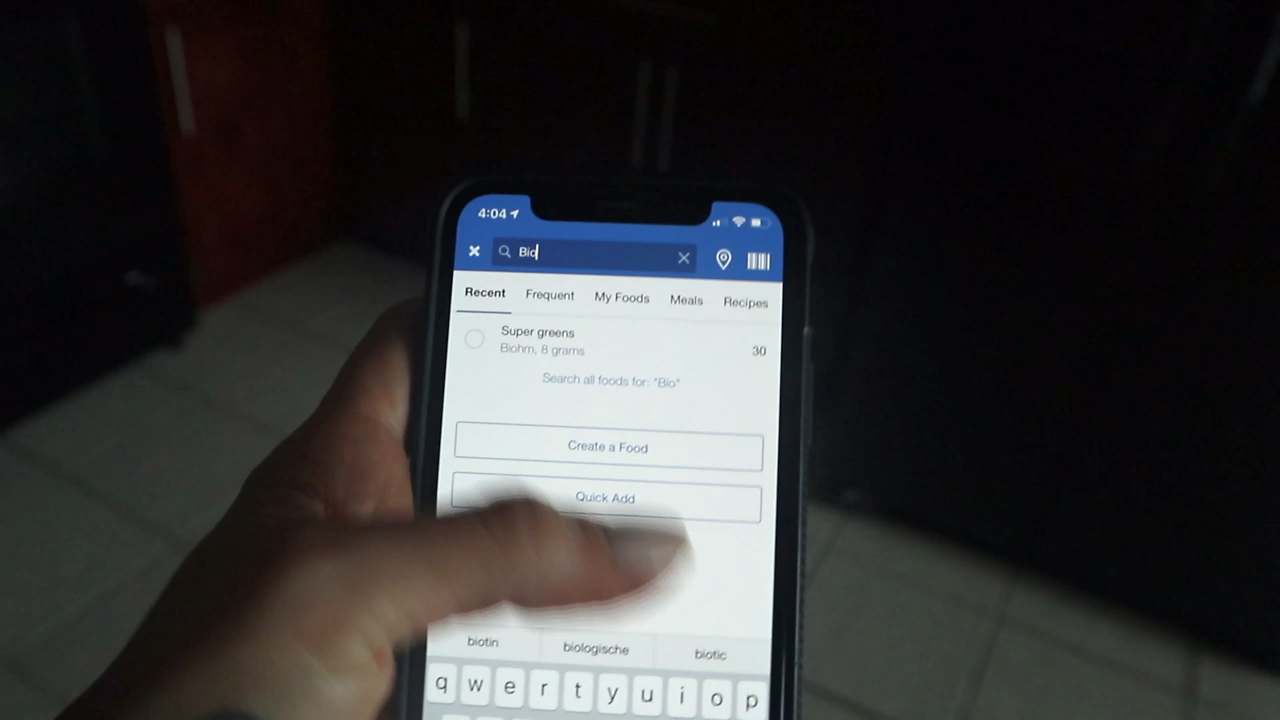 4:04
Bio
Recent Frequent My Foods Meals Recipes
Super greens
Biohm, 8 grams 30
Search all foods for: "Bio"
Create a Food
Quick Add
biotin biologische biotic
q w e r t y u i o p